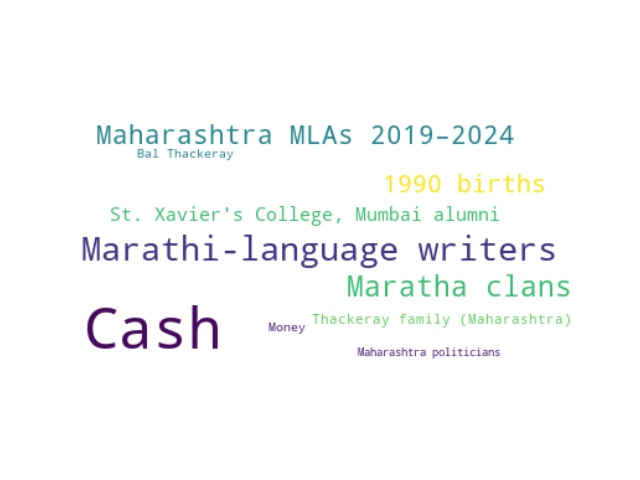 Maharashtra MLAs 2019–2024
Bal Thackeray
1990 births
St. Xavier's College, Mumbai alumni
Marathi-language writers
Maratha clans
Cash
Money
Thackeray family (Maharashtra)
Maharashtra politicians